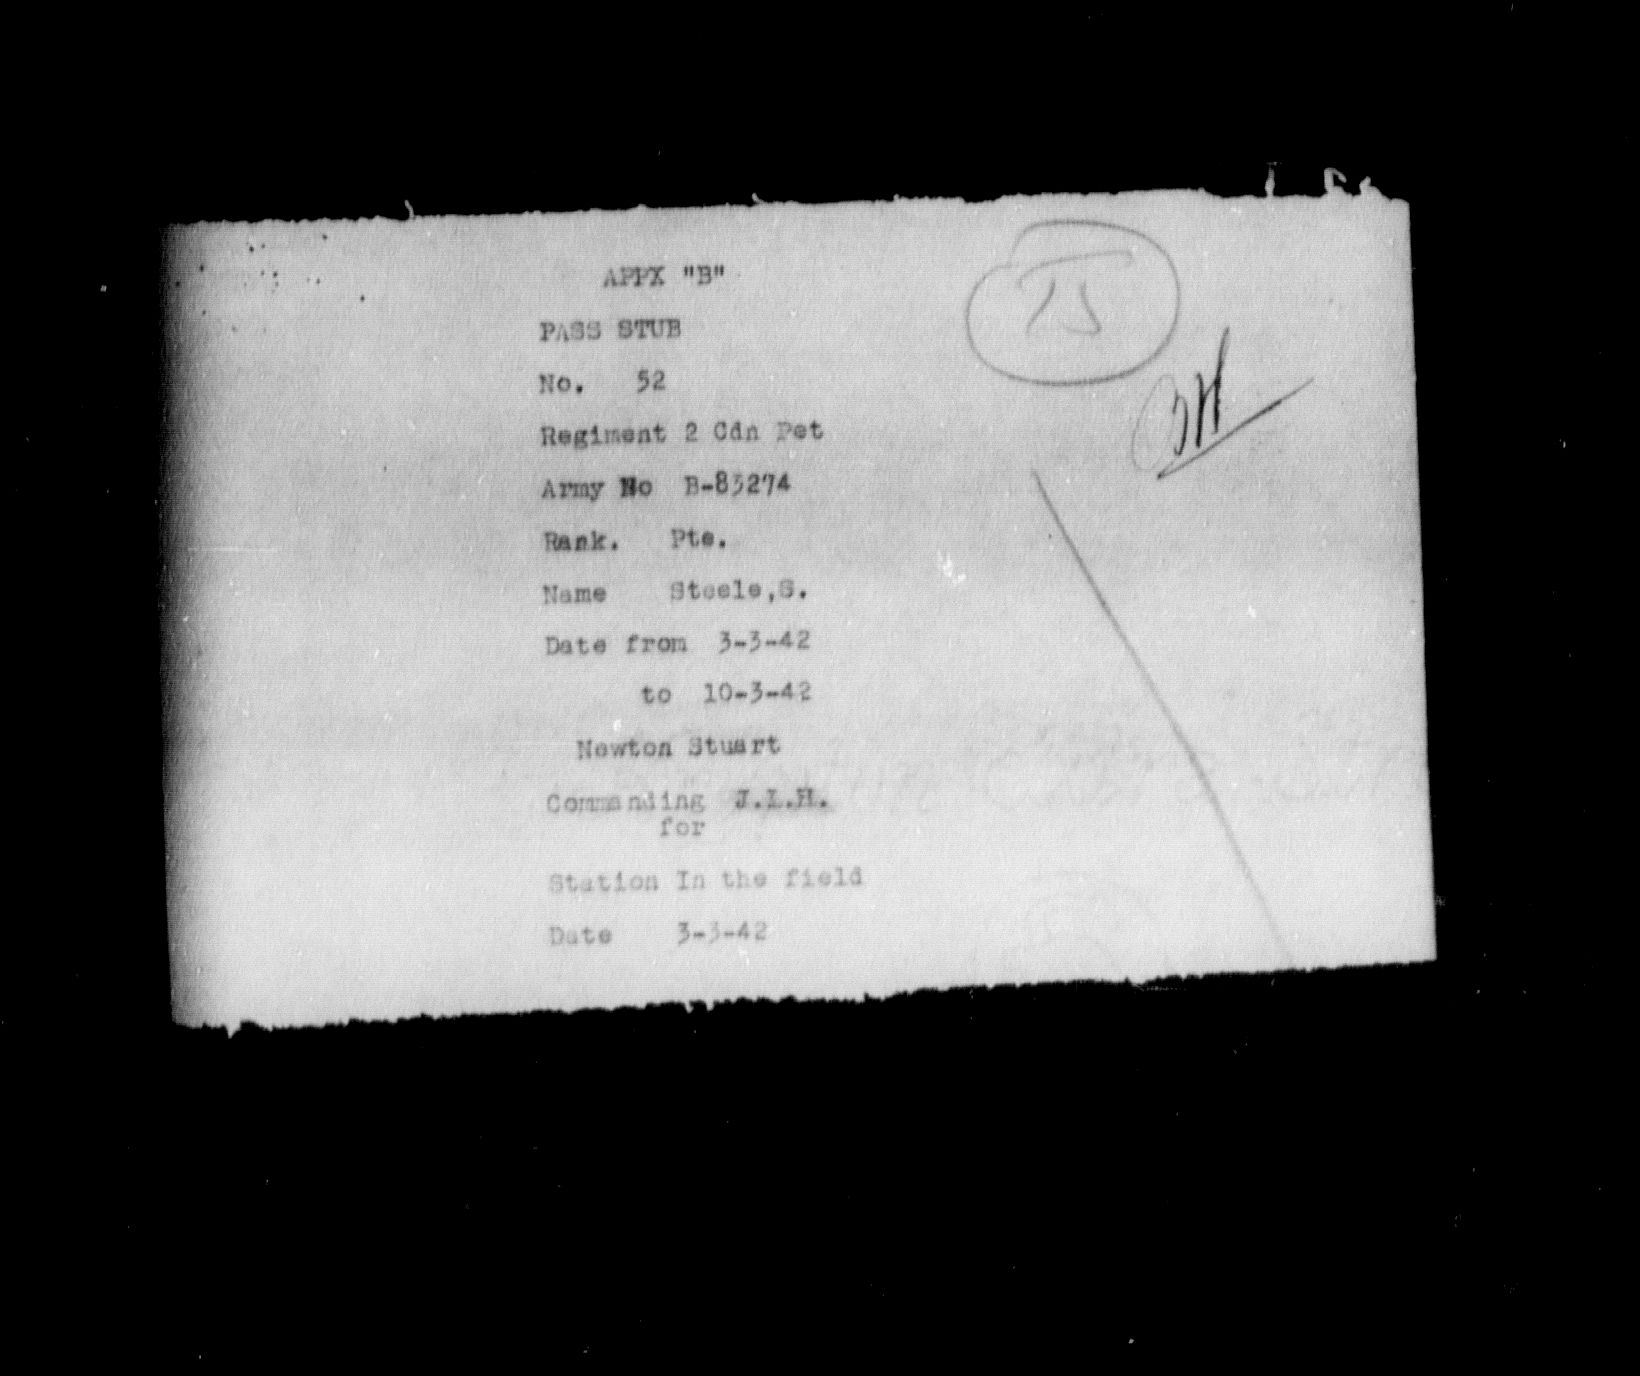 APPX "B"
PASS STUB
No. 52
Regiment 2 Cdn Pet
Army No B-83274
Rank. Pte.
Name Steele,S.
Date from 3-3-42
to 10-3-42
Newton Stuart
Commanding J.L.H.
for
Station In the field
Date 3-3-42